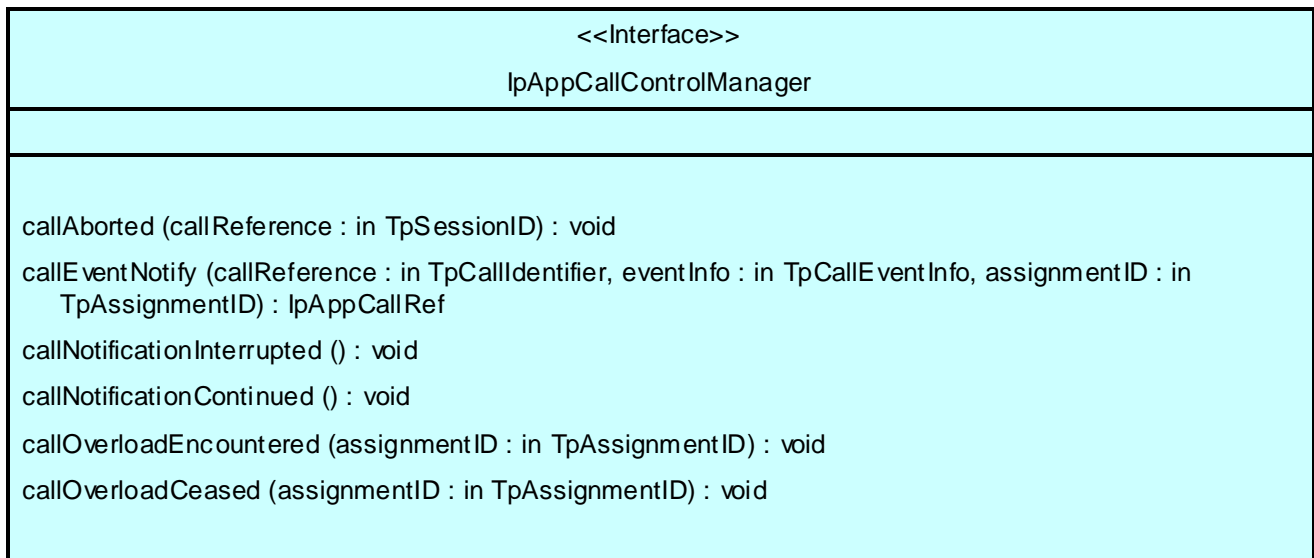 <<Interface>>
IpAppCallControlManager
callAborted (callReference : in TpSessionID) : void
callEventNotify (callReference : in TpCallIdentifier, eventInfo : in TpCallEventInfo, assignmentID : in
TpAssignmentID) : IpAppCallRef
callNotificationInterrupted () : void
callNotificationContinued () : void
callOverloadEncountered (assignmentID : in TpAssignmentID) : void
callOverloadCeased (assignmentID : in TpAssignmentID) : void